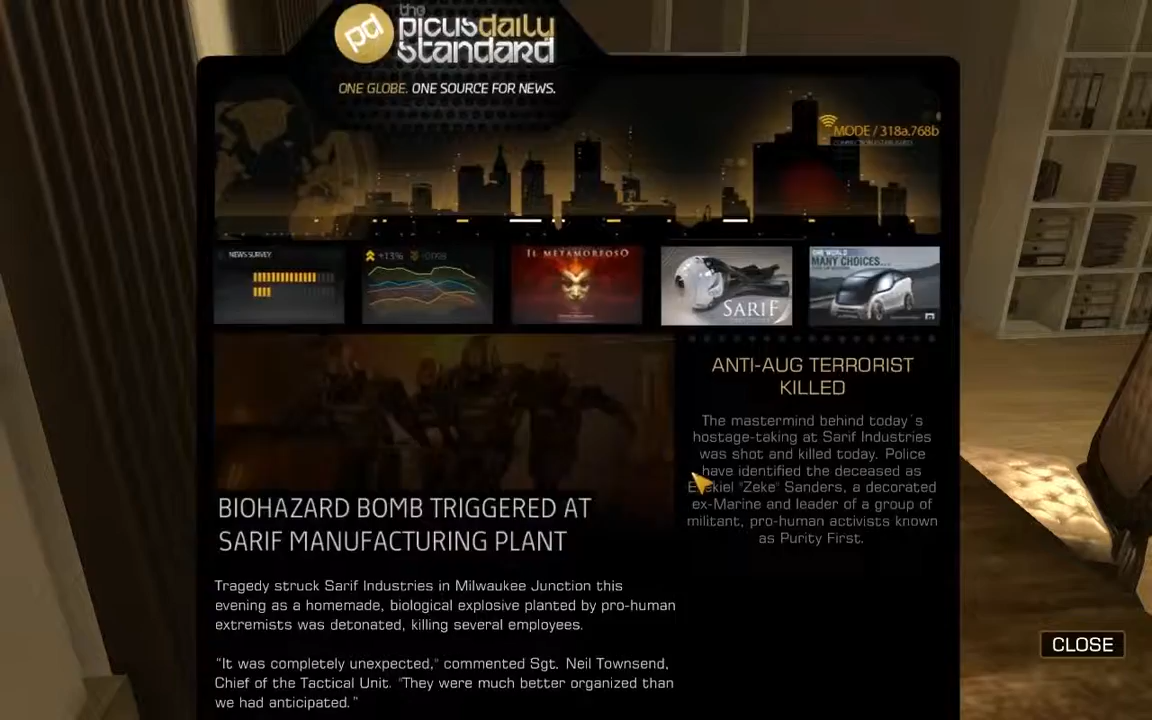 the
picusdaily
standard
pd
ONE GLOBE. ONE SOURCE FOR NEWS.
MODE / 318a.768b
NEWS SURVEY
+13%
IL METAMORFOSO
SARIF
MANY CHOICES...
ANTI-AUG TERRORIST
KILLED
The mastermind behind today´s
hostage-taking at Sarif Industries
was shot and killed today. Police
have identified the deceased as
Ezekiel "Zeke" Sanders, a decorated
ex-Marine and leader of a group of
militant, pro-human activists known
as Purity First.
BIOHAZARD BOMB TRIGGERED AT
SARIF MANUFACTURING PLANT
Tragedy struck Sarif Industries in Milwaukee Junction this
evening as a homemade, biological explosive planted by pro-human
extremists was detonated, killing several employees.
"It was completely unexpected," commented Sgt. Neil Townsend,
Chief of the Tactical Unit. "They were much better organized than
we had anticipated."
CLOSE